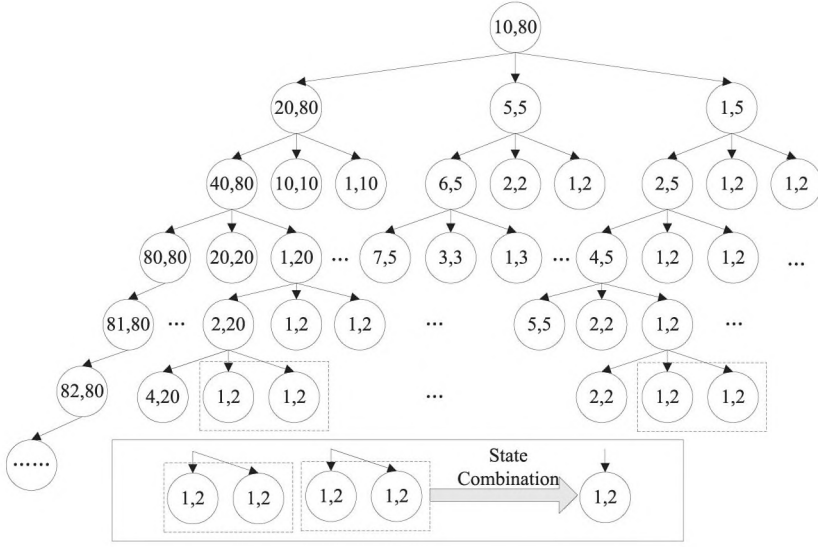 10,80
20,80 5,5 1,5
40,80 10,10 1,10 6,5 2,2 1,2 2,5 1,2 1,2
80,80 20,20 1,20 ... 7,5 3,3 1,3 ... 4,5 1,2 1,2 ...
81,80 ... 2,20 1,2 1,2 ... 5,5 2,2 1,2 ...
82,80 4,20 1,2 1,2 ... 2,2 1,2 1,2
......
State
Combination
1,2 1,2 1,2 1,2 1,2